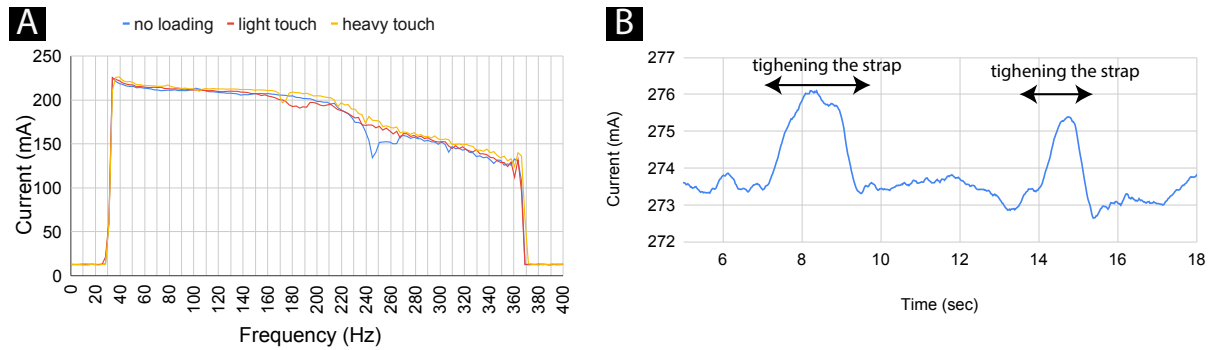 A
no loading light touch heavy touch
250
200
150
100
50
0
Current (mA)
0 20 40 60 80 100 120 140 160 180 200 220 240 260 280 300 320 340 360 380 400
Frequency (Hz)
B
277
276
275
274
273
272
Current (mA)
tighening the strap
tighening the strap
6 8 10 12 14 16 18
Time (sec)